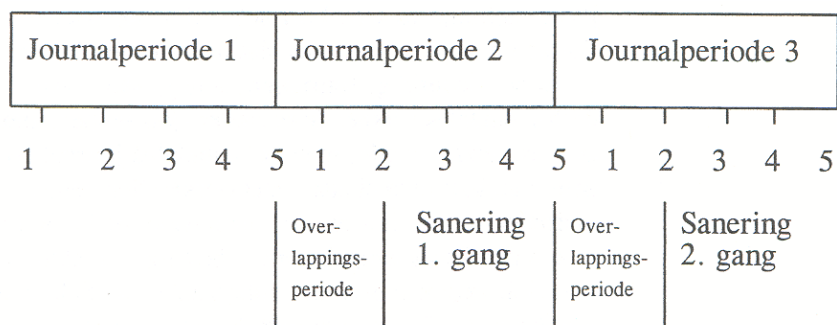 Journalperiode 1 Journalperiode 2 Journalperiode 3
1 2 3 4 5 1 2 3 4 5 1 2 3 4 5
Over-
lappings-
periode
Sanering
1. gang
Over-
lappings-
periode
Sanering
2. gang